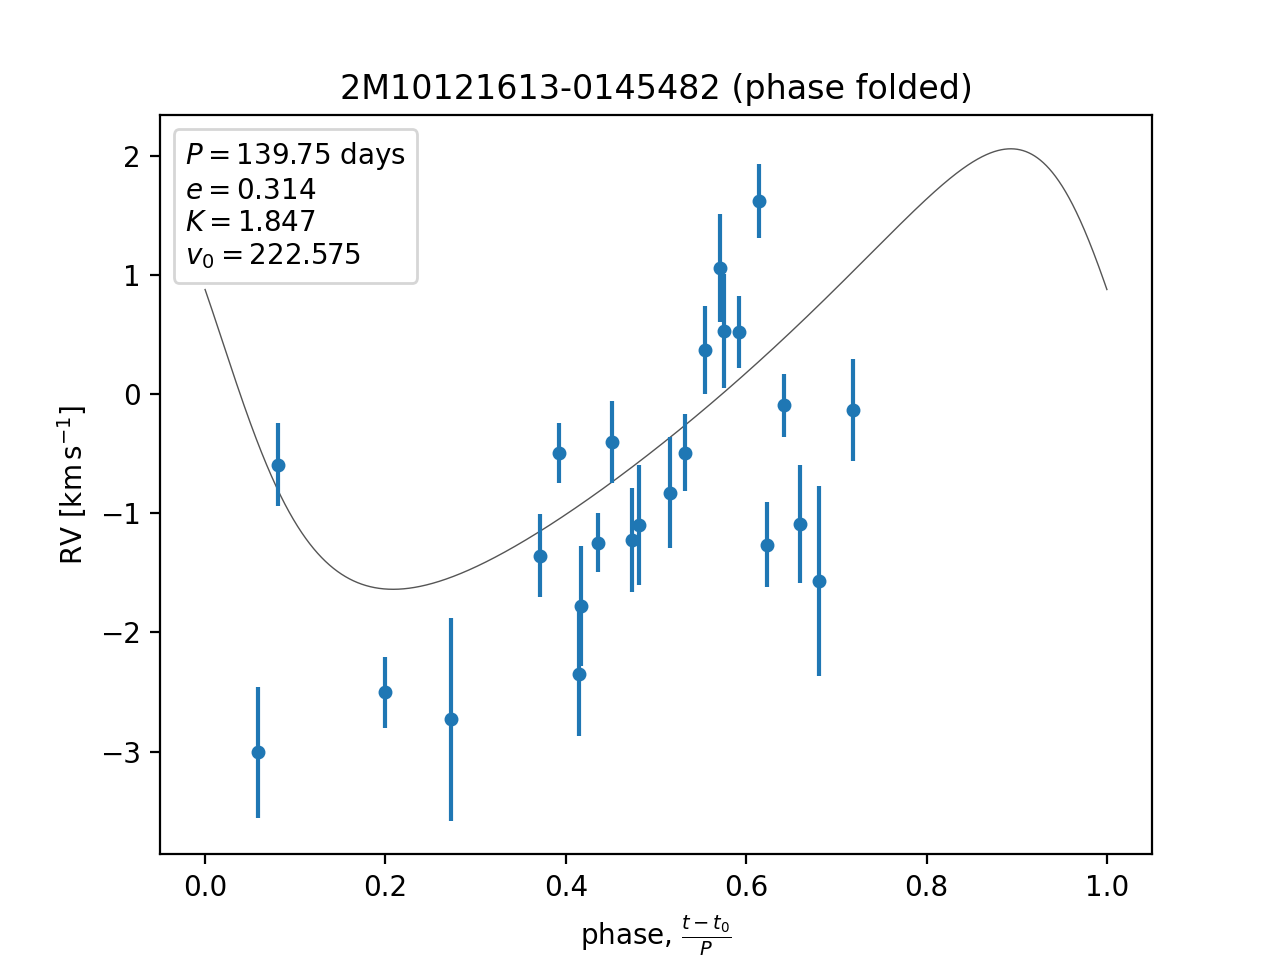 2M10121613-0145482 (phase folded)
P = 139.75 days
e = 0.314
K = 1.847
v₀ = 222.575
2
1
0
−1
−2
−3
RV [km s⁻¹]
0.0 0.2 0.4 0.6 0.8 1.0
phase, (t − t₀)/P